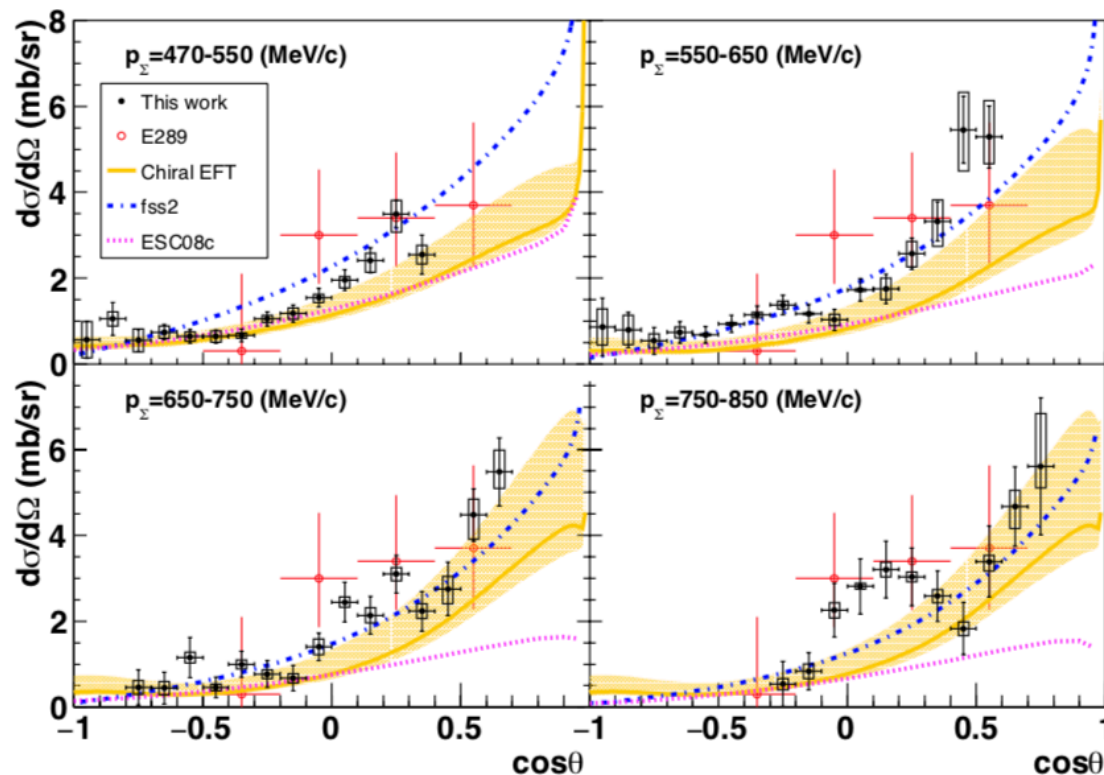 dσ/dΩ (mb/sr)
8
6
4
2
0
p_Σ=470-550 (MeV/c)
This work
E289
Chiral EFT
fss2
ESC08c
p_Σ=550-650 (MeV/c)
dσ/dΩ (mb/sr)
6
4
2
0
p_Σ=650-750 (MeV/c)
p_Σ=750-850 (MeV/c)
−1 −0.5 0 0.5 −1 −0.5 0 0.5 1
cosθ cosθ